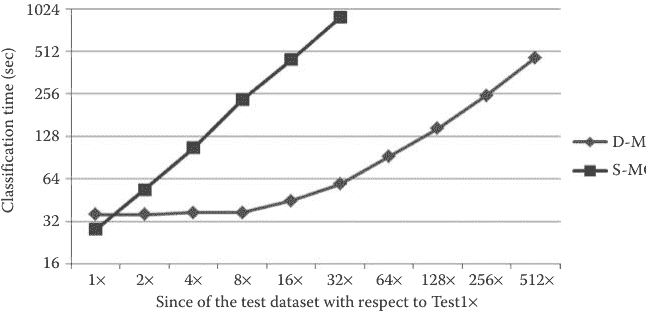 1024
512
256
128
64
32
16
Classification time (sec)
1× 2× 4× 8× 16× 32× 64× 128× 256× 512×
Since of the test dataset with respect to Test1×